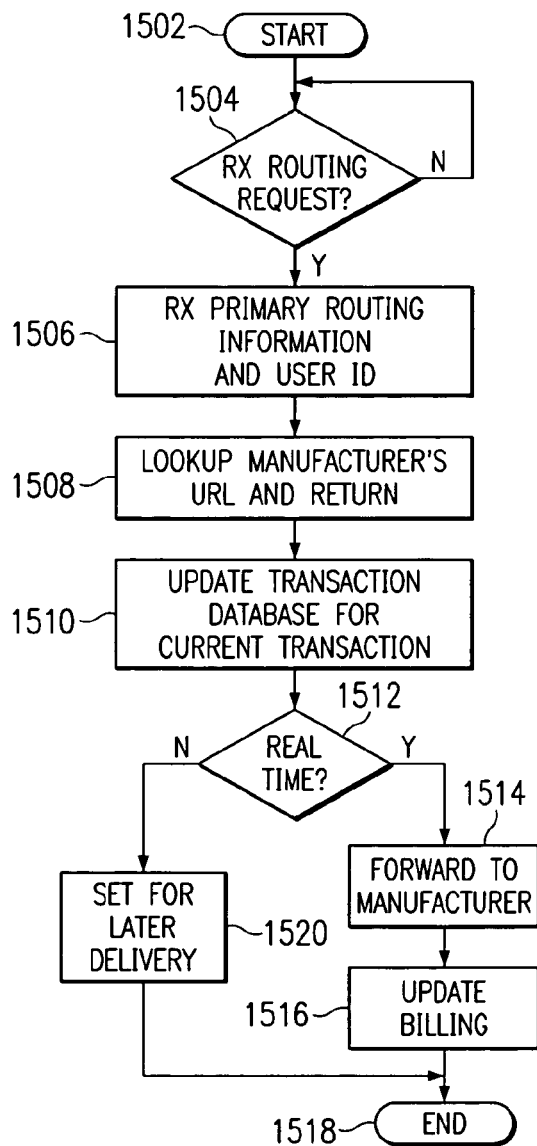 1502
START
1504
RX ROUTING
REQUEST?
N
Y
1506
RX PRIMARY ROUTING
INFORMATION
AND USER ID
1508
LOOKUP MANUFACTURER'S
URL AND RETURN
1510
UPDATE TRANSACTION
DATABASE FOR
CURRENT TRANSACTION
1512
N
REAL
TIME?
Y
1514
FORWARD TO
MANUFACTURER
SET FOR
LATER
DELIVERY
1520
1516
UPDATE
BILLING
1518
END